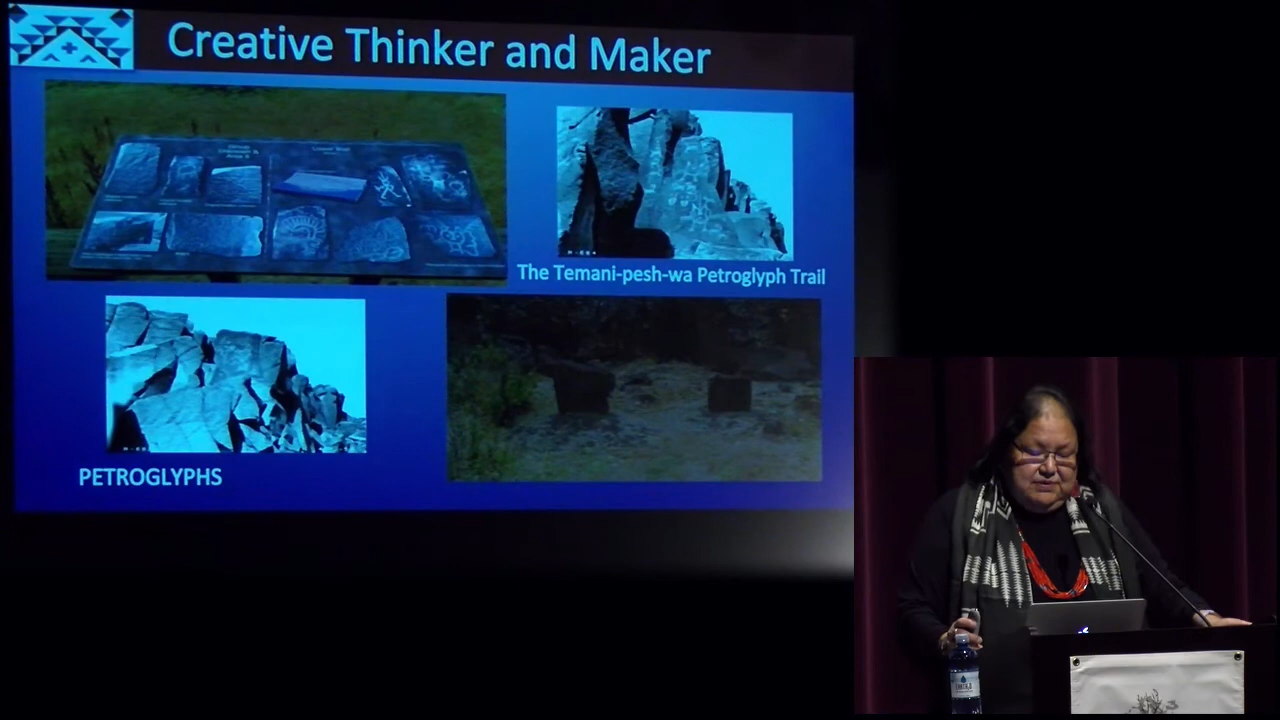 Creative Thinker and Maker
The Temani-pesh-wa Petroglyph Trail
PETROGLYPHS